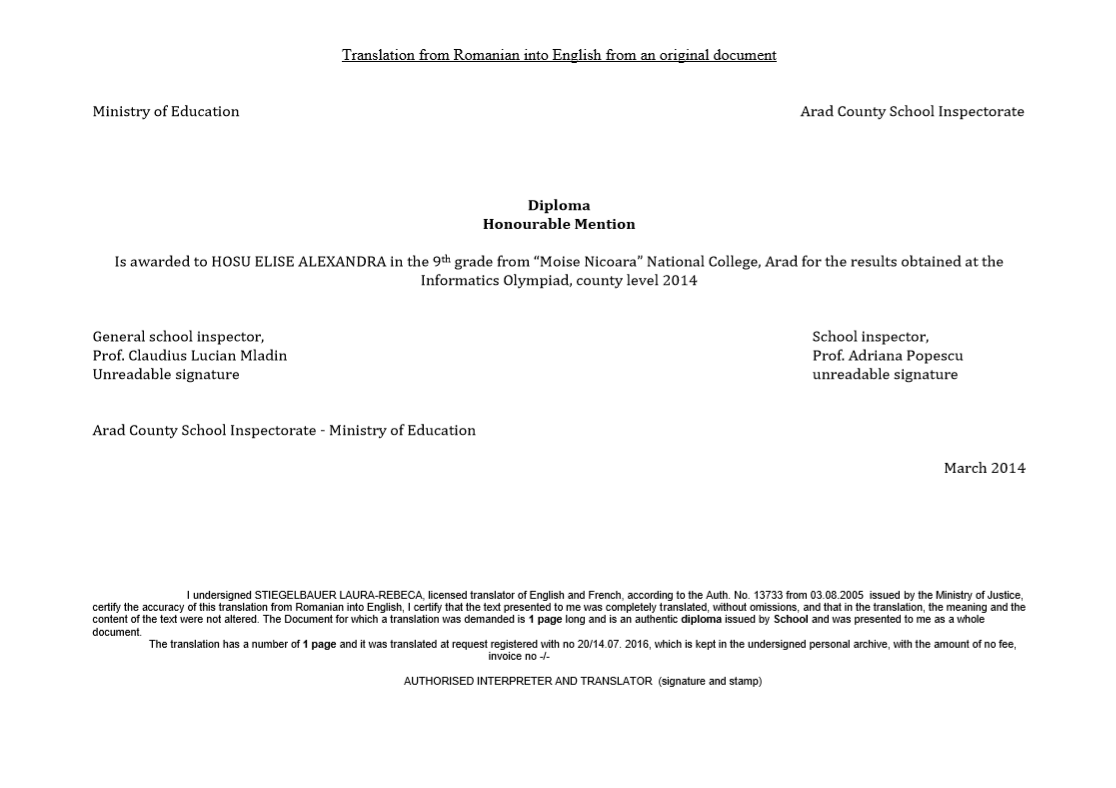 Translation from Romanian into English from an original document
Ministry of Education
Arad County School Inspectorate
Diploma
Honourable Mention
Is awarded to HOSU ELISE ALEXANDRA in the 9th grade from “Moise Nicoara” National College, Arad for the results obtained at the
Informatics Olympiad, county level 2014
General school inspector,
Prof. Claudius Lucian Mladin
Unreadable signature
School inspector,
Prof. Adriana Popescu
unreadable signature
Arad County School Inspectorate - Ministry of Education
March 2014
I undersigned STIEGELBAUER LAURA-REBECA, licensed translator of English and French, according to the Auth. No. 13733 from 03.08.2005 issued by the Ministry of Justice,
certify the accuracy of this translation from Romanian into English, I certify that the text presented to me was completely translated, without omissions, and that in the translation, the meaning and the
content of the text were not altered. The Document for which a translation was demanded is 1 page long and is an authentic diploma issued by School and was presented to me as a whole
document.
The translation has a number of 1 page and it was translated at request registered with no 20/14.07. 2016, which is kept in the undersigned personal archive, with the amount of no fee,
invoice no -/-
AUTHORISED INTERPRETER AND TRANSLATOR (signature and stamp)